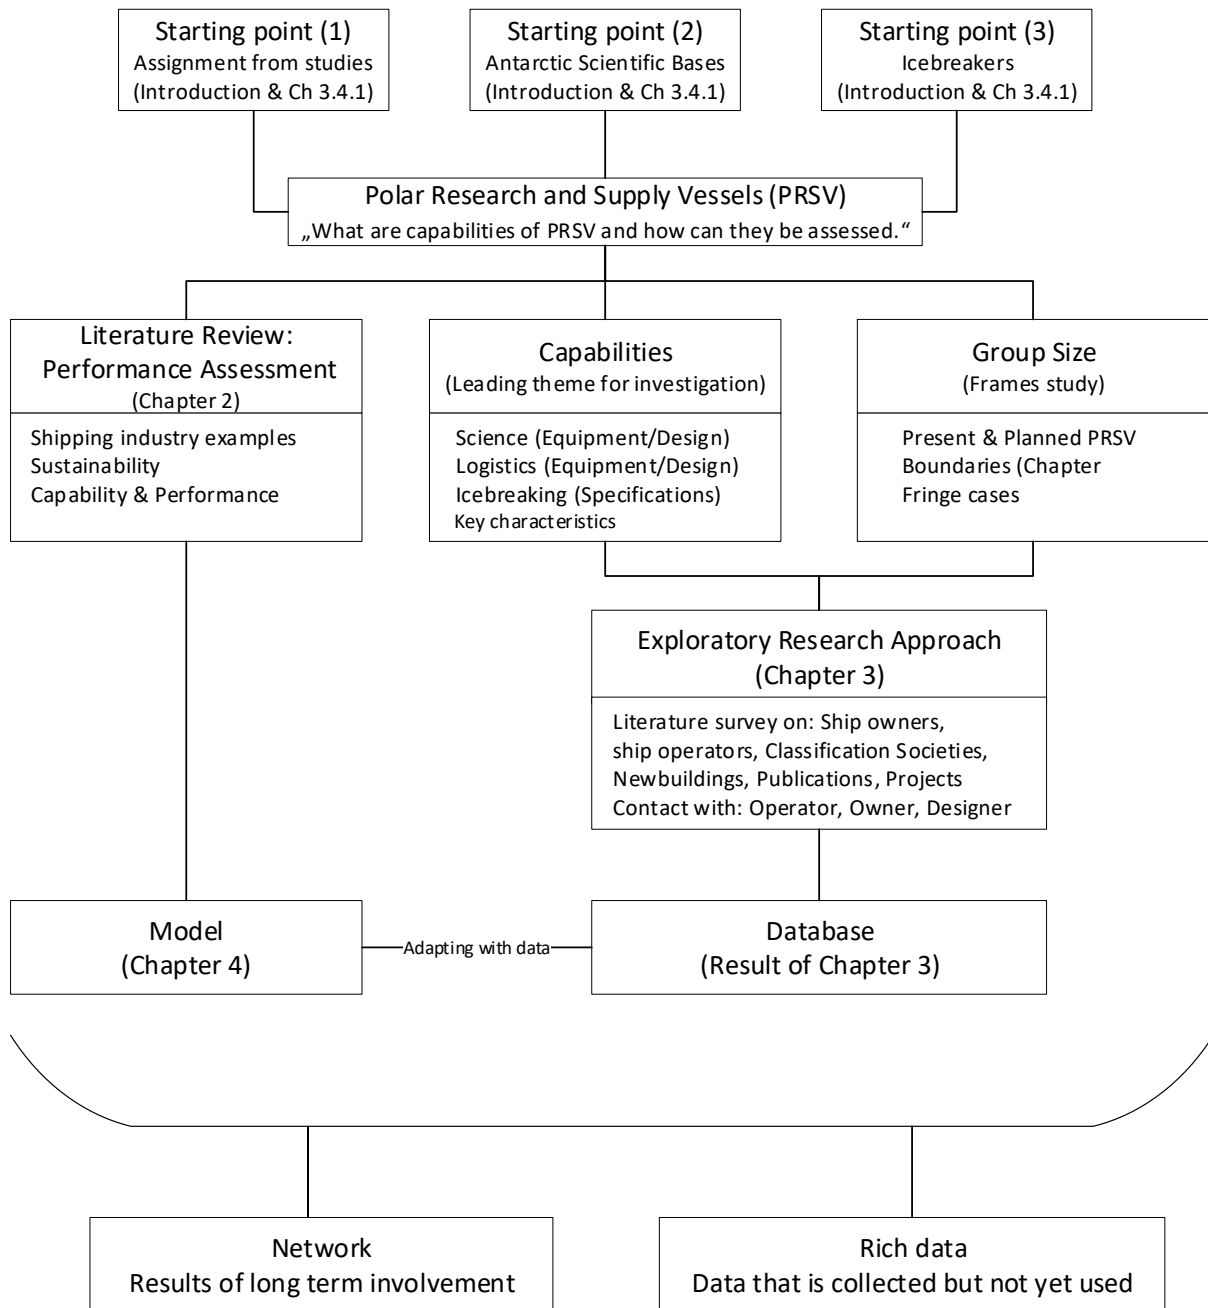 Starting point (1)
Assignment from studies
(Introduction & Ch 3.4.1)
Starting point (2)
Antarctic Scientific Bases
(Introduction & Ch 3.4.1)
Starting point (3)
Icebreakers
(Introduction & Ch 3.4.1)
Polar Research and Supply Vessels (PRSV)
„What are capabilities of PRSV and how can they be assessed.“
Literature Review:
Performance Assessment
(Chapter 2)
Shipping industry examples
Sustainability
Capability & Performance
Capabilities
(Leading theme for investigation)
Science (Equipment/Design)
Logistics (Equipment/Design)
Icebreaking (Specifications)
Key characteristics
Group Size
(Frames study)
Present & Planned PRSV
Boundaries (Chapter
Fringe cases
Exploratory Research Approach
(Chapter 3)
Literature survey on: Ship owners,
ship operators, Classification Societies,
Newbuildings, Publications, Projects
Contact with: Operator, Owner, Designer
Model
(Chapter 4)
Adapting with data
Database
(Result of Chapter 3)
Network
Results of long term involvement
Rich data
Data that is collected but not yet used